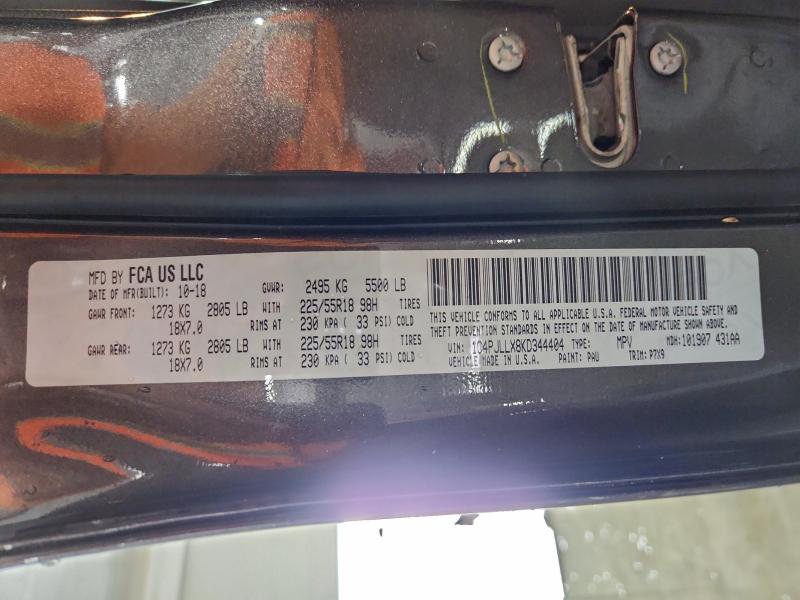 MFD BY FCA US LLC
DATE OF MFR(BUILT): 10-18 GVWR: 2495 KG 5500 LB
GAWR FRONT: 1273 KG 2805 LB WITH 225/55R18 98H TIRES
18X7.0 RIMS AT 230 KPA ( 33 PSI) COLD
GAWR REAR: 1273 KG 2805 LB WITH 225/55R18 98H TIRES
18X7.0 RIMS AT 230 KPA ( 33 PSI) COLD
THIS VEHICLE CONFORMS TO ALL APPLICABLE U.S.A. FEDERAL MOTOR VEHICLE SAFETY AND
THEFT PREVENTION STANDARDS IN EFFECT ON THE DATE OF MANUFACTURE SHOWN ABOVE.
VIN: 1C4PJLLX8KD344404 TYPE: MPV MDH: 101907 431AA
VEHICLE MADE IN U.S.A. PAINT: PAU TRIM: P7X9